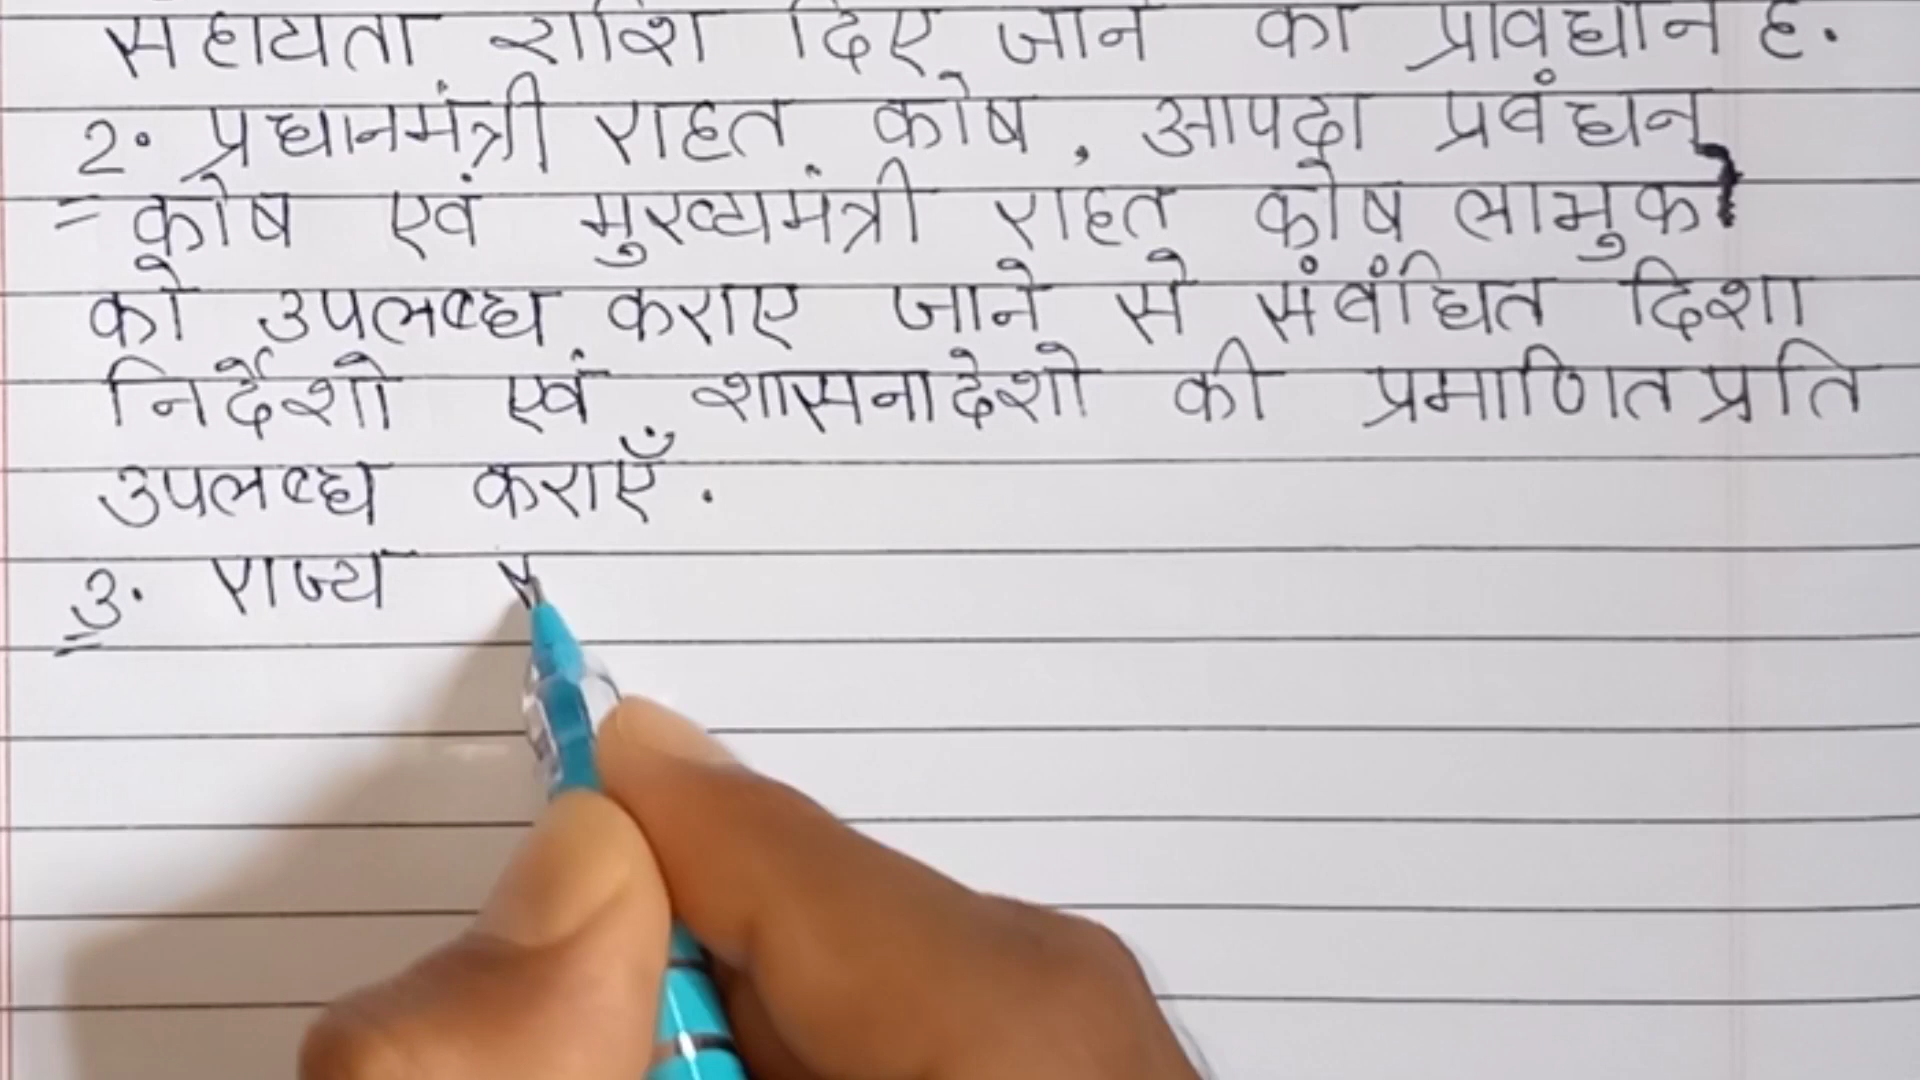 सहायता राशि दिए जाने का प्रावधान है.
2. प्रधानमंत्री राहत कोष, आपदा प्रबंधन
कोष एवं मुख्यमंत्री राहत कोष लामुक
को उपलब्ध कराए जाने से संबंधित दिशा
निर्देशो एवं शासनादेशो की प्रमाणित प्रति
उपलब्ध कराएँ.
3. राज्य